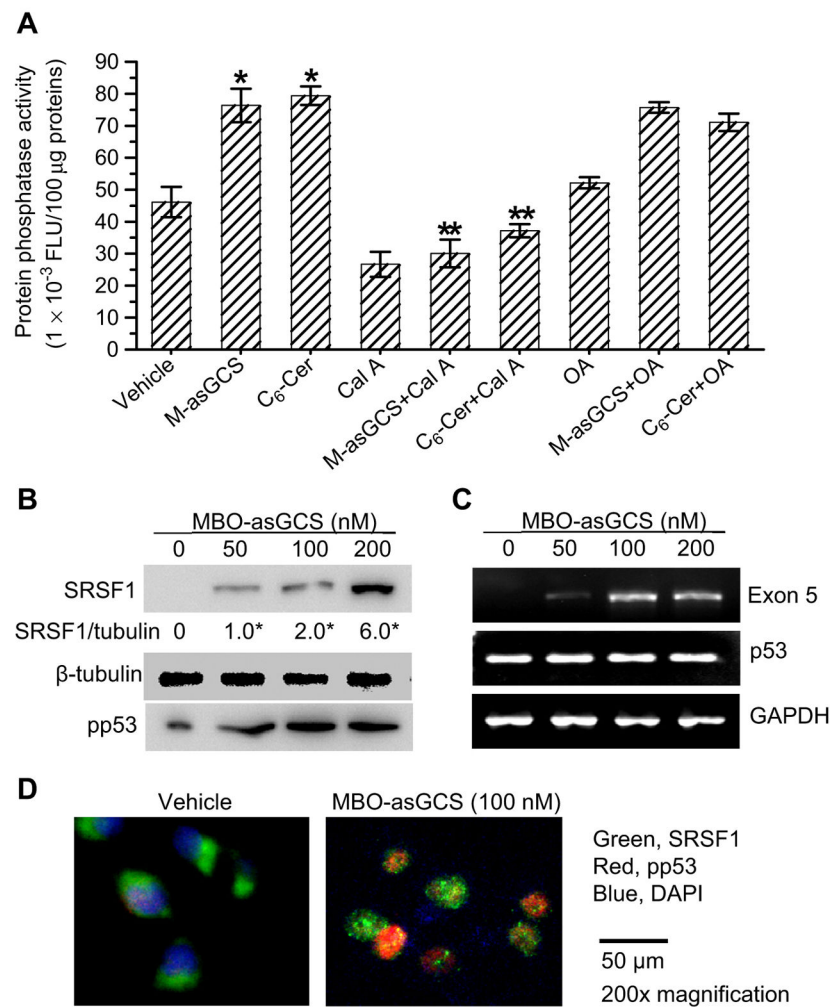 A
Protein phosphatase activity
(1 × 10⁻³ FLU/100 µg proteins)
90
80
70
60
50
40
30
20
10
0
* * ** **
Vehicle
M-asGCS
C₆-Cer
Cal A
M-asGCS+Cal A
C₆-Cer+Cal A
OA
M-asGCS+OA
C₆-Cer+OA
B
MBO-asGCS (nM)
0 50 100 200
SRSF1
SRSF1/tubulin 0 1.0* 2.0* 6.0*
β-tubulin
pp53
C
MBO-asGCS (nM)
0 50 100 200
Exon 5
p53
GAPDH
D
Vehicle
MBO-asGCS (100 nM)
Green, SRSF1
Red, pp53
Blue, DAPI
50 µm
200x magnification